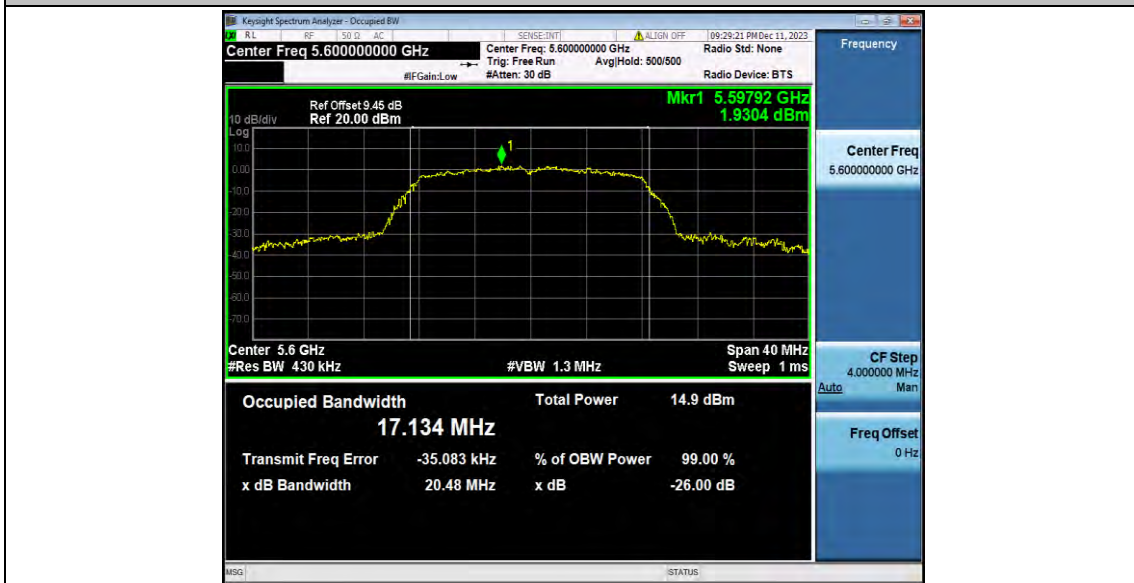 Keysight Spectrum Analyzer - Occupied BW
RL RF 50 Ω AC SENSE:INT ALIGN OFF 09:29:21 PM Dec 11, 2023
Center Freq 5.600000000 GHz Center Freq: 5.600000000 GHz Radio Std: None
Trig: Free Run Avg|Hold: 500/500
#IFGain:Low #Atten: 30 dB Radio Device: BTS
Mkr1 5.59792 GHz
1.9304 dBm
Ref Offset 9.45 dB
10 dB/div Ref 20.00 dBm
Log
10.0
1
0.00
-10.0
-20.0
-30.0
-40.0
-50.0
-60.0
-70.0
Center 5.6 GHz Span 40 MHz
#Res BW 430 kHz #VBW 1.3 MHz Sweep 1 ms
Occupied Bandwidth Total Power 14.9 dBm
17.134 MHz
Transmit Freq Error -35.083 kHz % of OBW Power 99.00 %
x dB Bandwidth 20.48 MHz x dB -26.00 dB
Frequency
Center Freq
5.600000000 GHz
CF Step
4.000000 MHz
Auto Man
Freq Offset
0 Hz
MSG STATUS